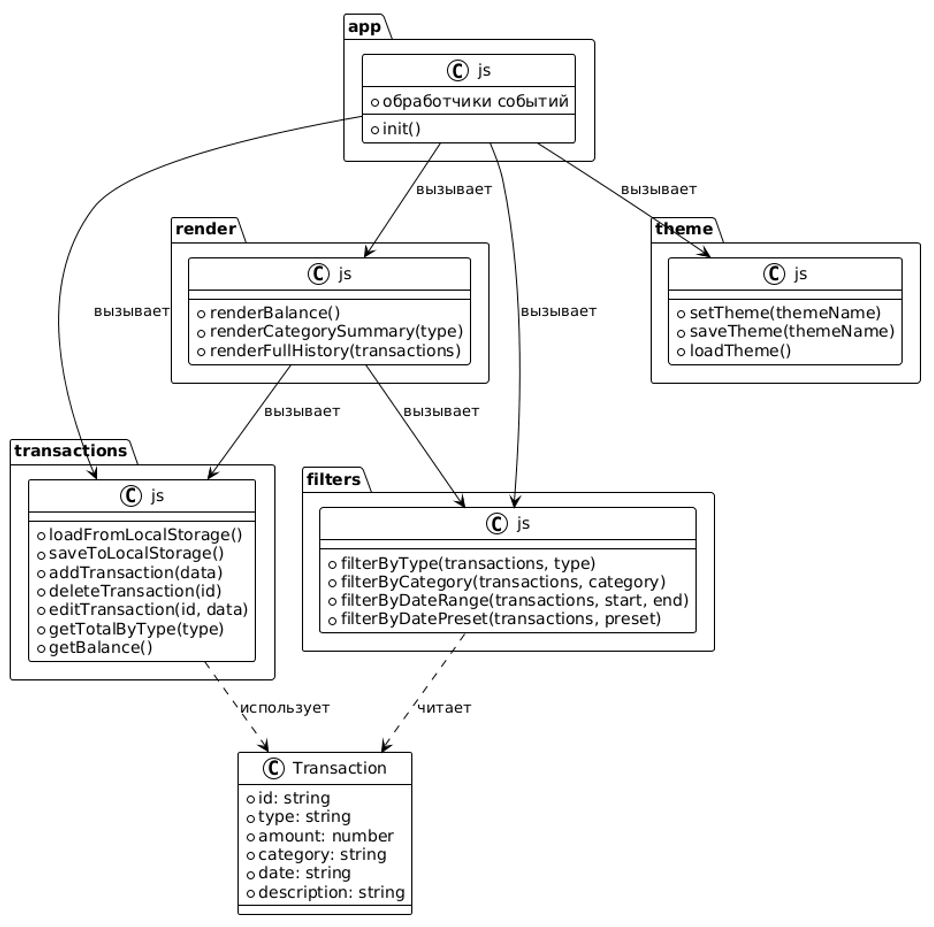 app
C js
обработчики событий
init()
вызывает
вызывает
render
theme
C js
renderBalance()
renderCategorySummary(type)
renderFullHistory(transactions)
C js
setTheme(themeName)
saveTheme(themeName)
loadTheme()
вызывает
вызывает
вызывает
вызывает
transactions
C js
loadFromLocalStorage()
saveToLocalStorage()
addTransaction(data)
deleteTransaction(id)
editTransaction(id, data)
getTotalByType(type)
getBalance()
filters
C js
filterByType(transactions, type)
filterByCategory(transactions, category)
filterByDateRange(transactions, start, end)
filterByDatePreset(transactions, preset)
использует
читает
C Transaction
id: string
type: string
amount: number
category: string
date: string
description: string